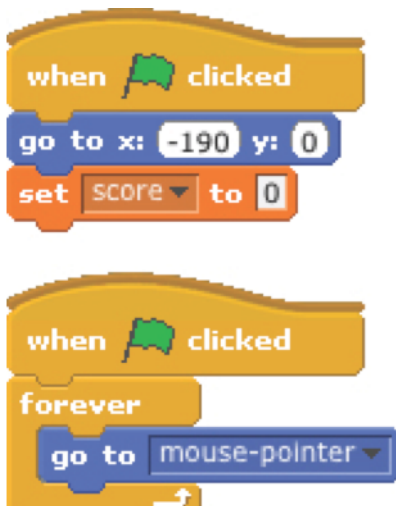 when clicked
go to x: -190 y: 0
set score to 0
when clicked
forever
go to mouse-pointer